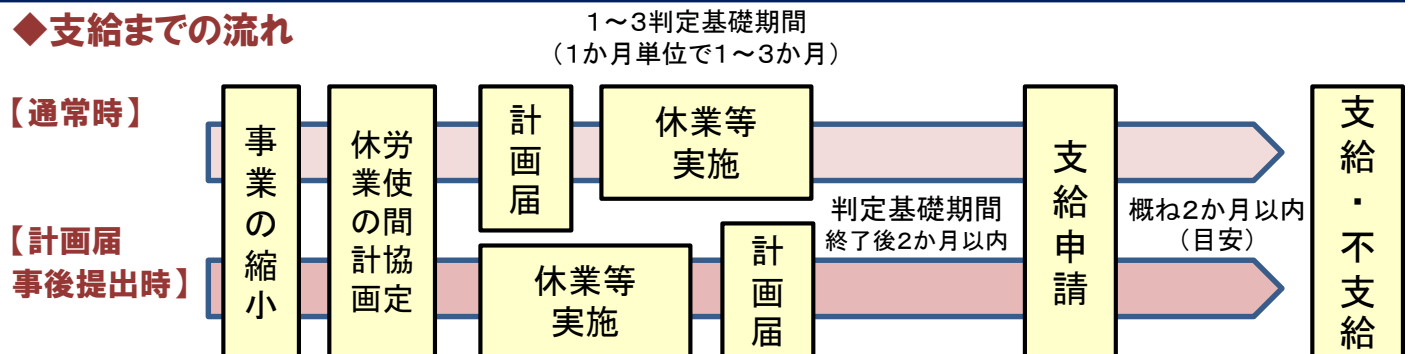 ◆支給までの流れ
1～3判定基礎期間
（1か月単位で1～3か月）
【通常時】
事業の縮小
労使間協定
休業の計画
計画届
休業等
実施
支給申請
支給・不支給
判定基礎期間
終了後2か月以内
概ね2か月以内
（目安）
【計画届
事後提出時】
休業等
実施
計画届